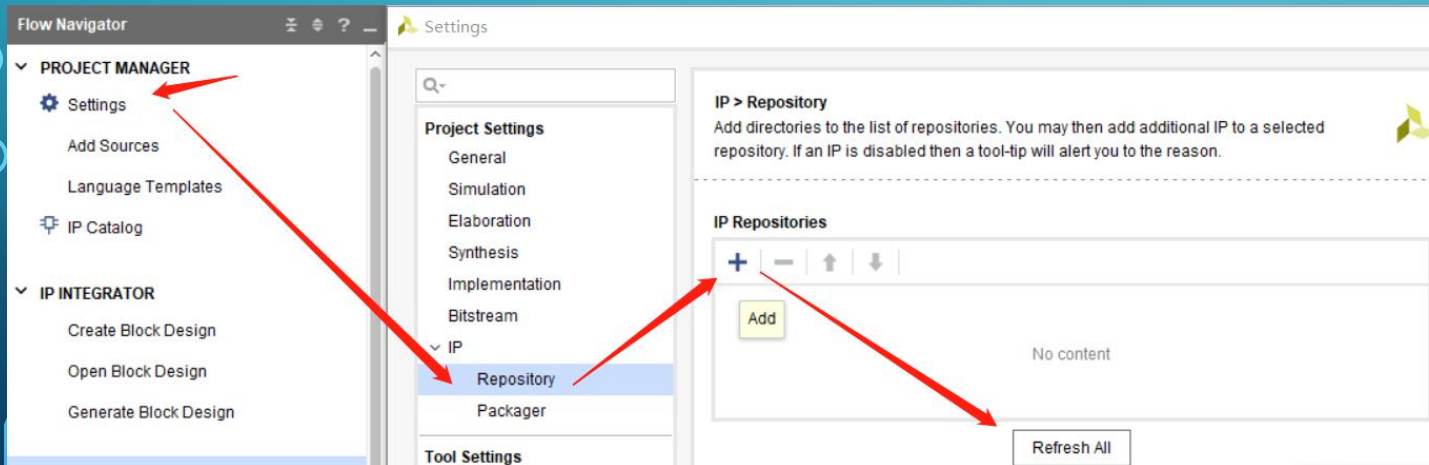 Flow Navigator
?
PROJECT MANAGER
Settings
Add Sources
Language Templates
IP Catalog
IP INTEGRATOR
Create Block Design
Open Block Design
Generate Block Design
Settings
Project Settings
General
Simulation
Elaboration
Synthesis
Implementation
Bitstream
IP
Repository
Packager
Tool Settings
IP > Repository
Add directories to the list of repositories. You may then add additional IP to a selected
repository. If an IP is disabled then a tool-tip will alert you to the reason.
IP Repositories
Add
No content
Refresh All